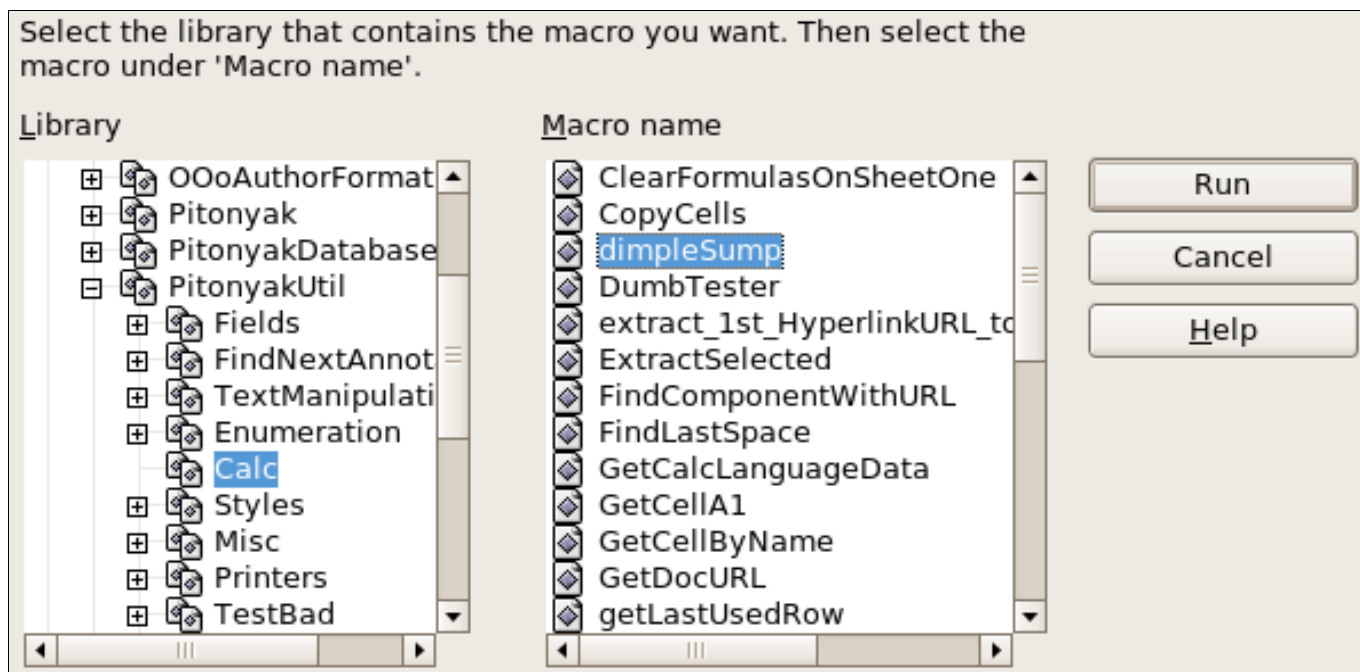 Select the library that contains the macro you want. Then select the
macro under 'Macro name'.
Library
Macro name
OOoAuthorFormat
Pitonyak
PitonyakDatabase
PitonyakUtil
Fields
FindNextAnnot
TextManipulati
Enumeration
Calc
Styles
Misc
Printers
TestBad
ClearFormulasOnSheetOne
CopyCells
dimpleSump
DumbTester
extract_1st_HyperlinkURL_to
ExtractSelected
FindComponentWithURL
FindLastSpace
GetCalcLanguageData
GetCellA1
GetCellByName
GetDocURL
getLastUsedRow
Run
Cancel
Help